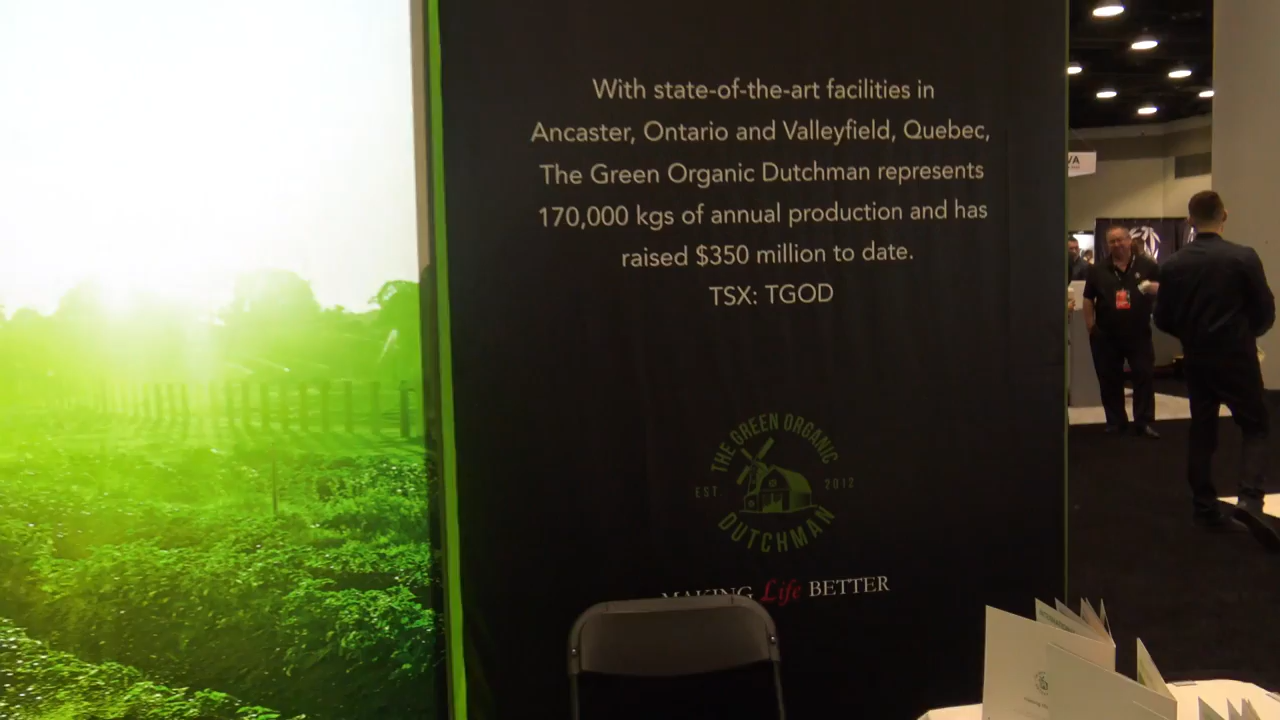 With state-of-the-art facilities in
Ancaster, Ontario and Valleyfield, Quebec,
The Green Organic Dutchman represents
170,000 kgs of annual production and has
raised $350 million to date.
TSX: TGOD
THE GREEN ORGANIC
EST. 2012
DUTCHMAN
MAKING Life BETTER
VA